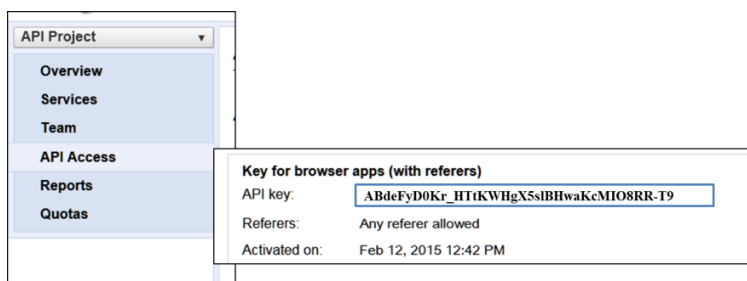 API Project
Overview
Services
Team
API Access
Reports
Quotas
Key for browser apps (with referers)
API key: ABdeFyD0Kr_HTtKWHgX5slBHwaKcMIO8RR-T9
Referers: Any referer allowed
Activated on: Feb 12, 2015 12:42 PM